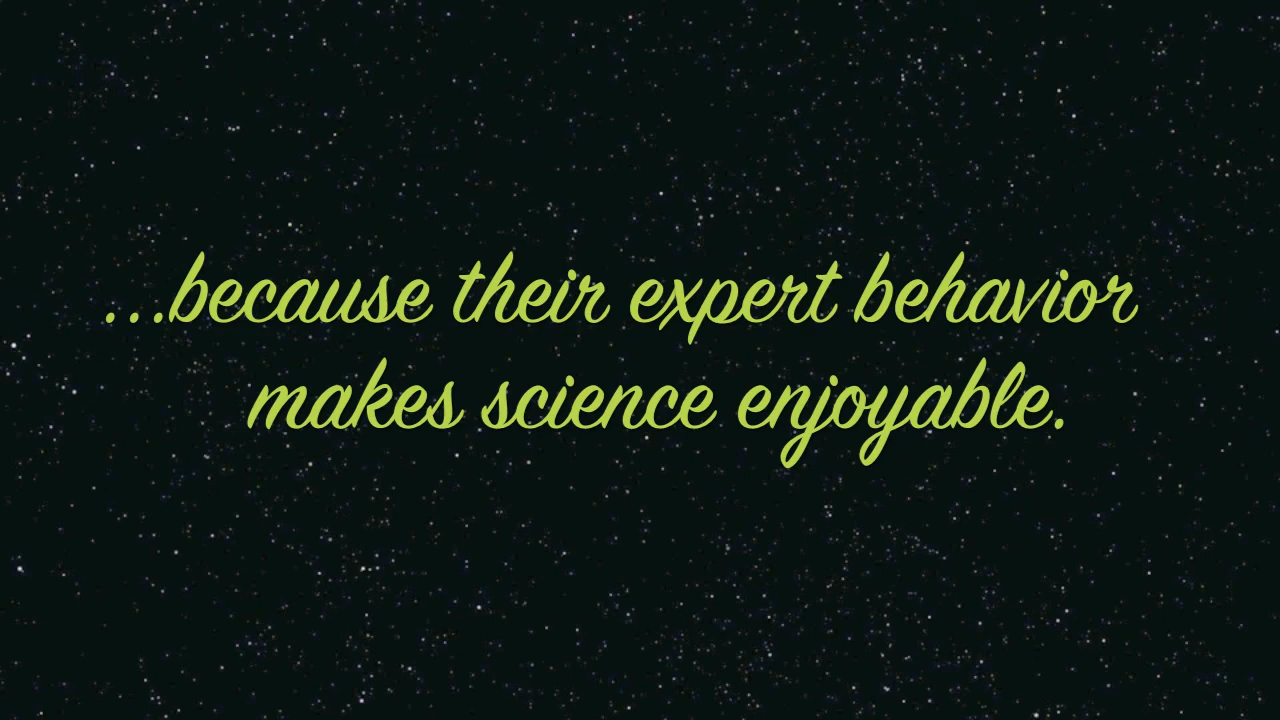 ...because their expert behavior
makes science enjoyable.